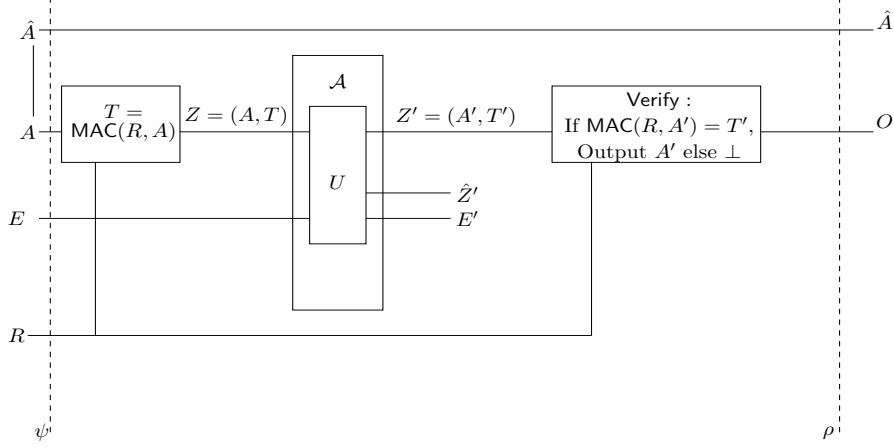 Â Â
𝒜
T =
MAC(R, A)
Z = (A, T)
Z′ = (A′, T′)
Verify :
If MAC(R, A′) = T′,
Output A′ else ⊥
A
O
U
Ẑ′
E
E′
R
ψ
ρ